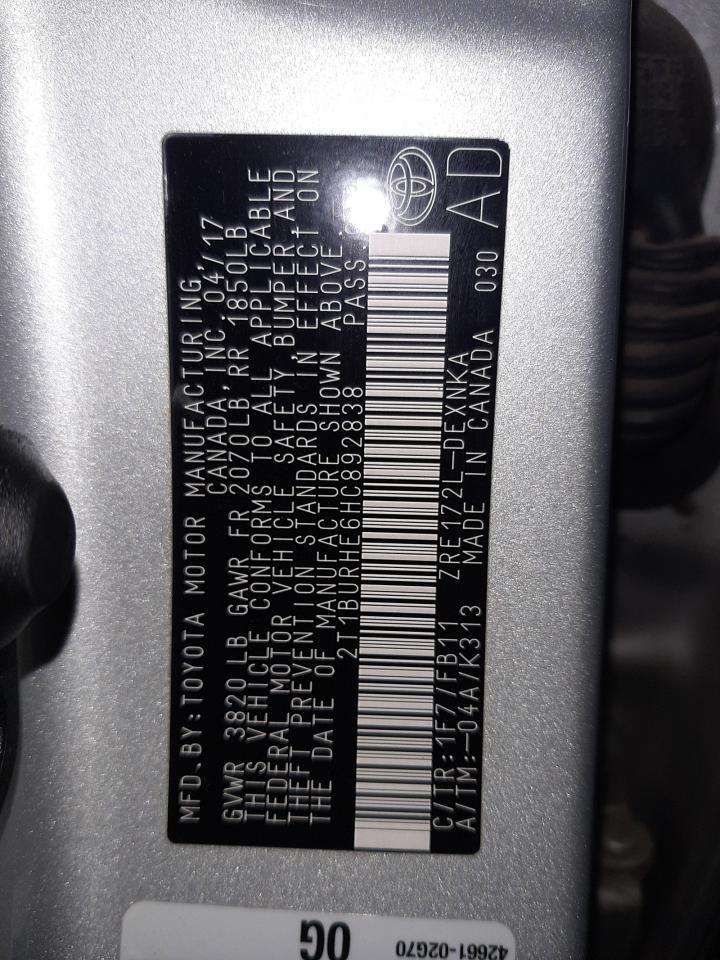 MFD.BY:TOYOTA MOTOR MANUFACTURING,
CANADA, INC. 04/17
GVWR 3820 LB GAWR FR 2070LB, RR 1850LB
THIS VEHICLE CONFORMS TO ALL APPLICABLE
FEDERAL MOTOR VEHICLE SAFETY, BUMPER, AND
THEFT PREVENTION STANDARDS IN EFFECT ON
THE DATE OF MANUFACTURE SHOWN ABOVE.
2T1BURHE6HC892838 PASS.
C/TR:1F7/FB11 ZRE172L-DEXNKA
A/TM:-04A/K313 MADE IN CANADA 030
AD
0G
42661-02G70